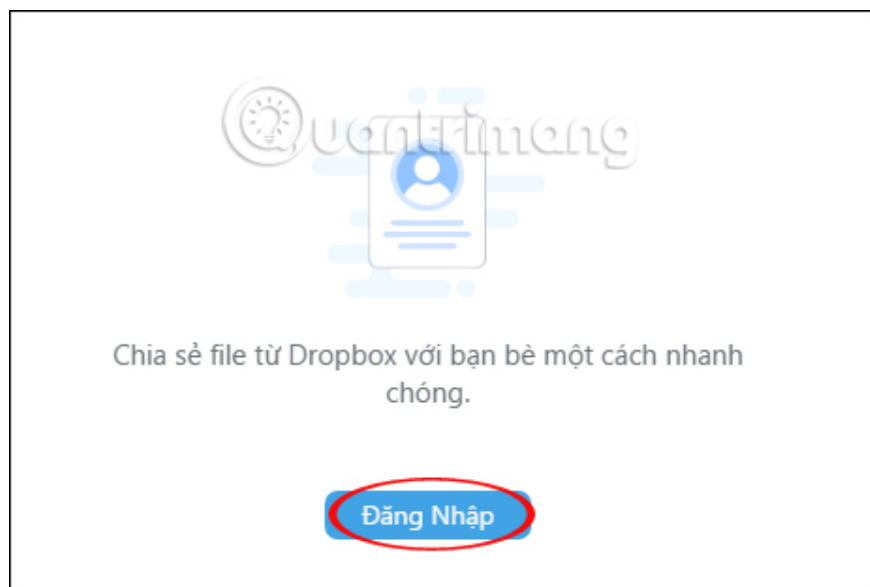 Quantrimang
Chia sẻ file từ Dropbox với bạn bè một cách nhanh
chóng.
Đăng Nhập